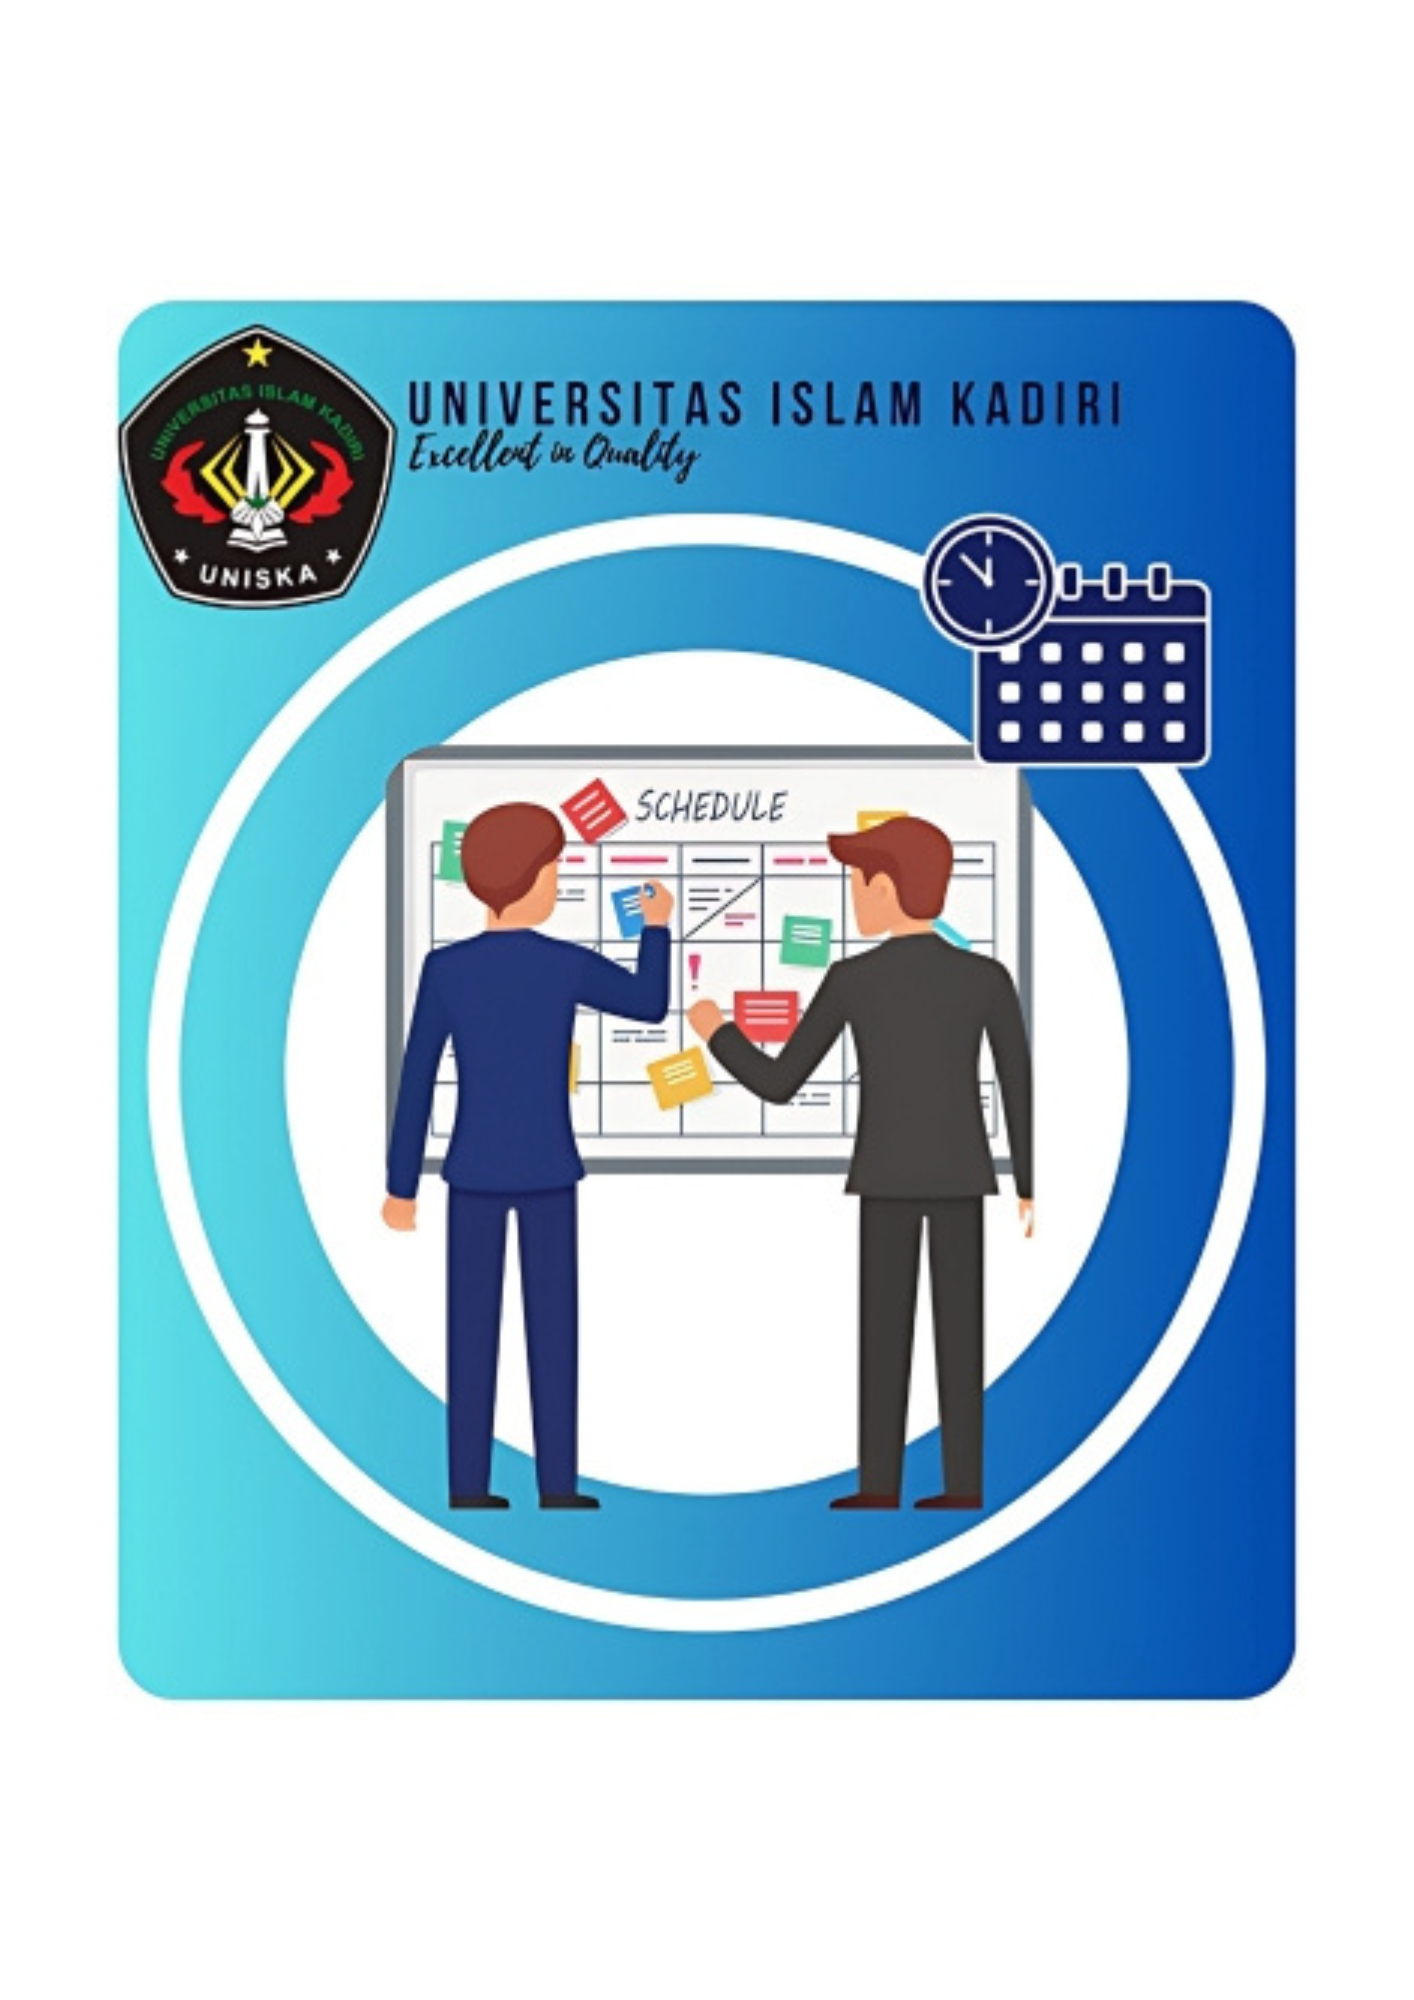 UNIVERSITAS ISLAM KADIRI
Excellent in Quality
UNIVERSITAS ISLAM KADIRI
UNISKA
SCHEDULE
!